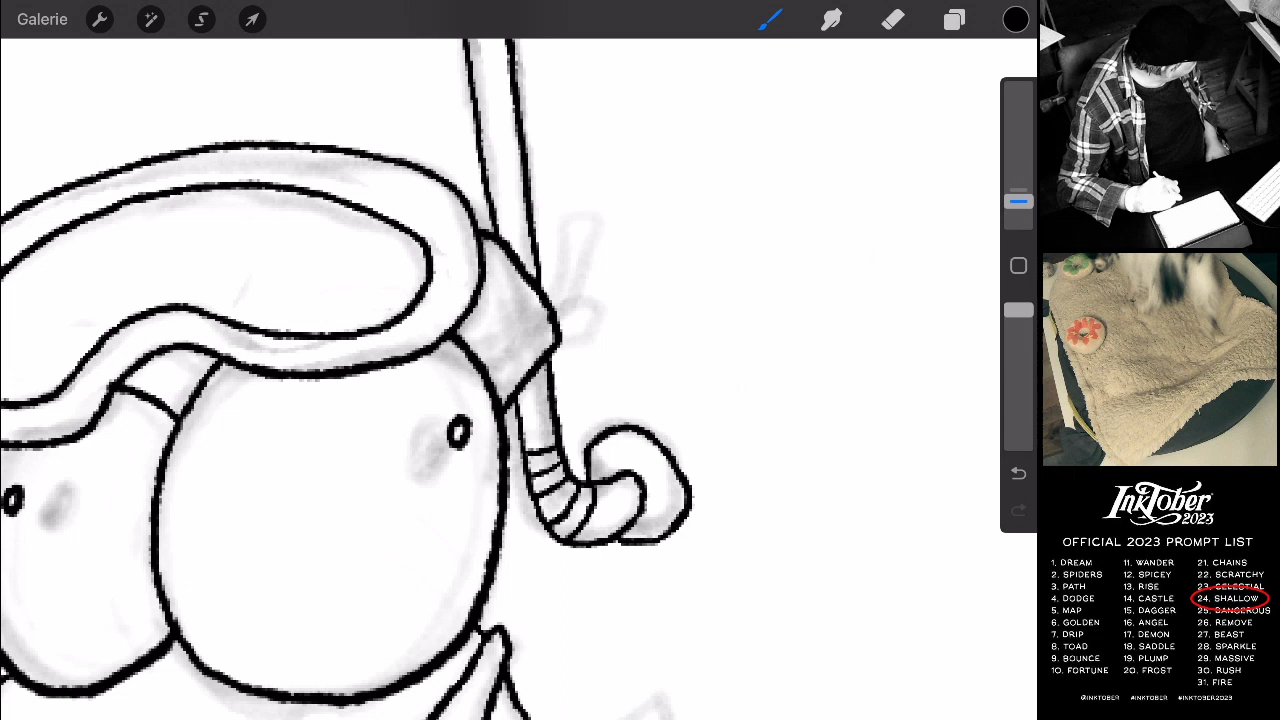 Galerie
InkTober
2023
OFFICIAL 2023 PROMPT LIST
1. DREAM
2. SPIDERS
3. PATH
4. DODGE
5. MAP
6. GOLDEN
7. DRIP
8. TOAD
9. BOUNCE
10. FORTUNE
11. WANDER
12. SPICEY
13. RISE
14. CASTLE
15. DAGGER
16. ANGEL
17. DEMON
18. SADDLE
19. PLUMP
20. FROST
21. CHAINS
22. SCRATCHY
23. CELESTIAL
24. SHALLOW
25. DANGEROUS
26. REMOVE
27. BEAST
28. SPARKLE
29. MASSIVE
30. RUSH
31. FIRE
@INKTOBER #INKTOBER #INKTOBER2023